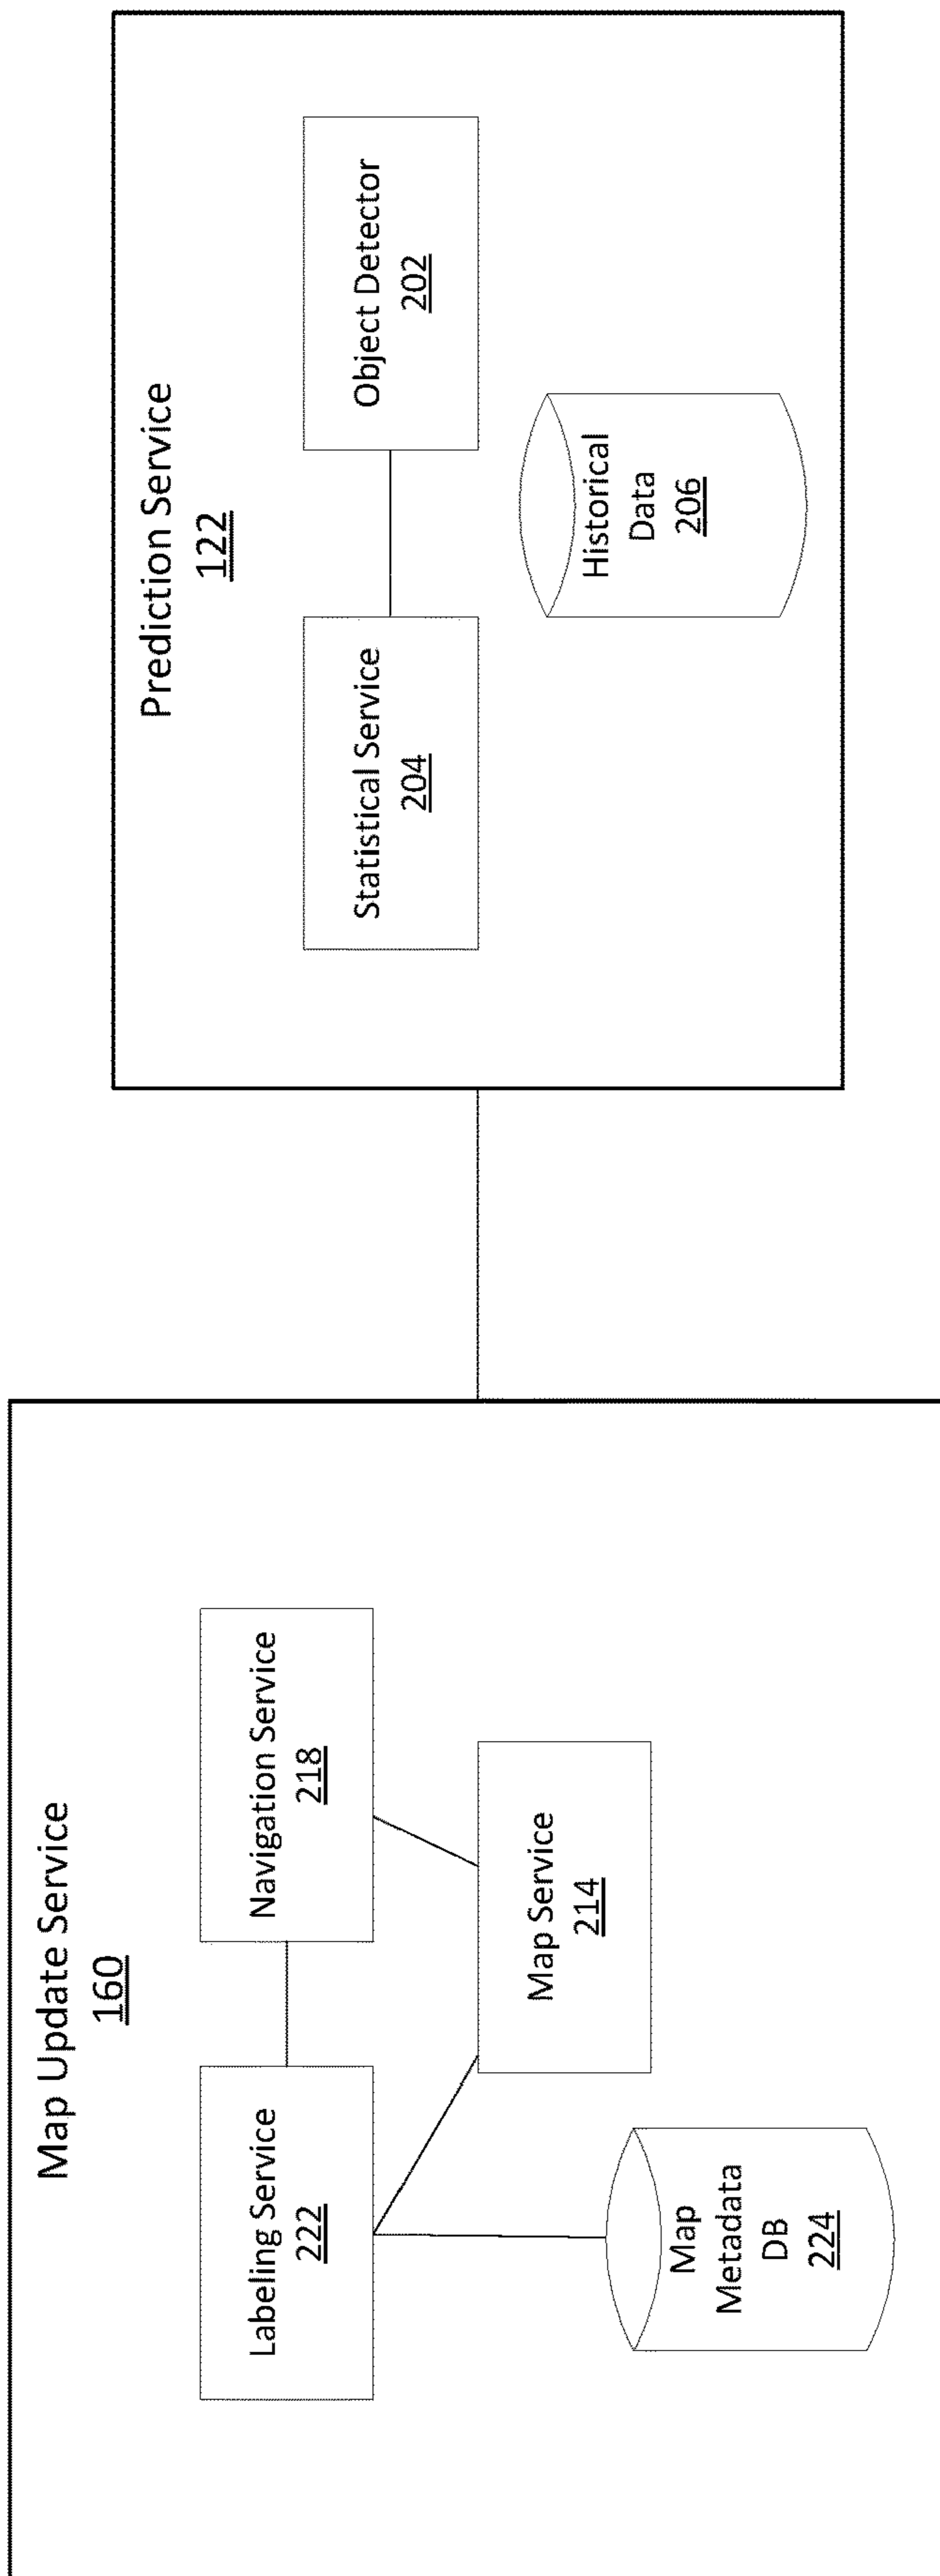 Map Update Service
160
Labeling Service
222
Navigation Service
218
Map Service
214
Map
Metadata
DB
224
Prediction Service
122
Statistical Service
204
Object Detector
202
Historical
Data
206